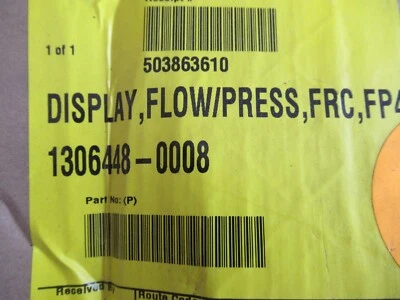 1 of 1
503863610
DISPLAY,FLOW/PRESS,FRC,FP4
1306448-0008
Part No: (P)